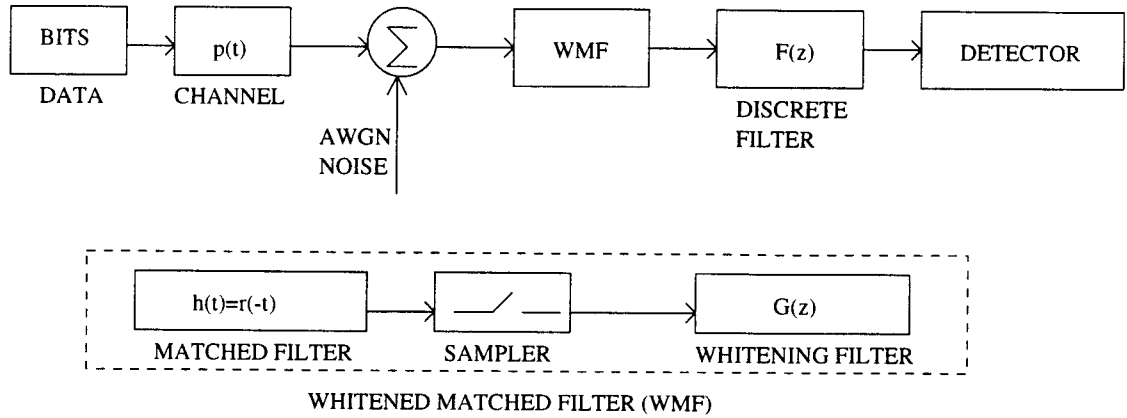 BITS
p(t)
Σ
WMF
F(z)
DETECTOR
DATA
CHANNEL
DISCRETE
FILTER
AWGN
NOISE
h(t)=r(-t)
G(z)
MATCHED FILTER
SAMPLER
WHITENING FILTER
WHITENED MATCHED FILTER (WMF)